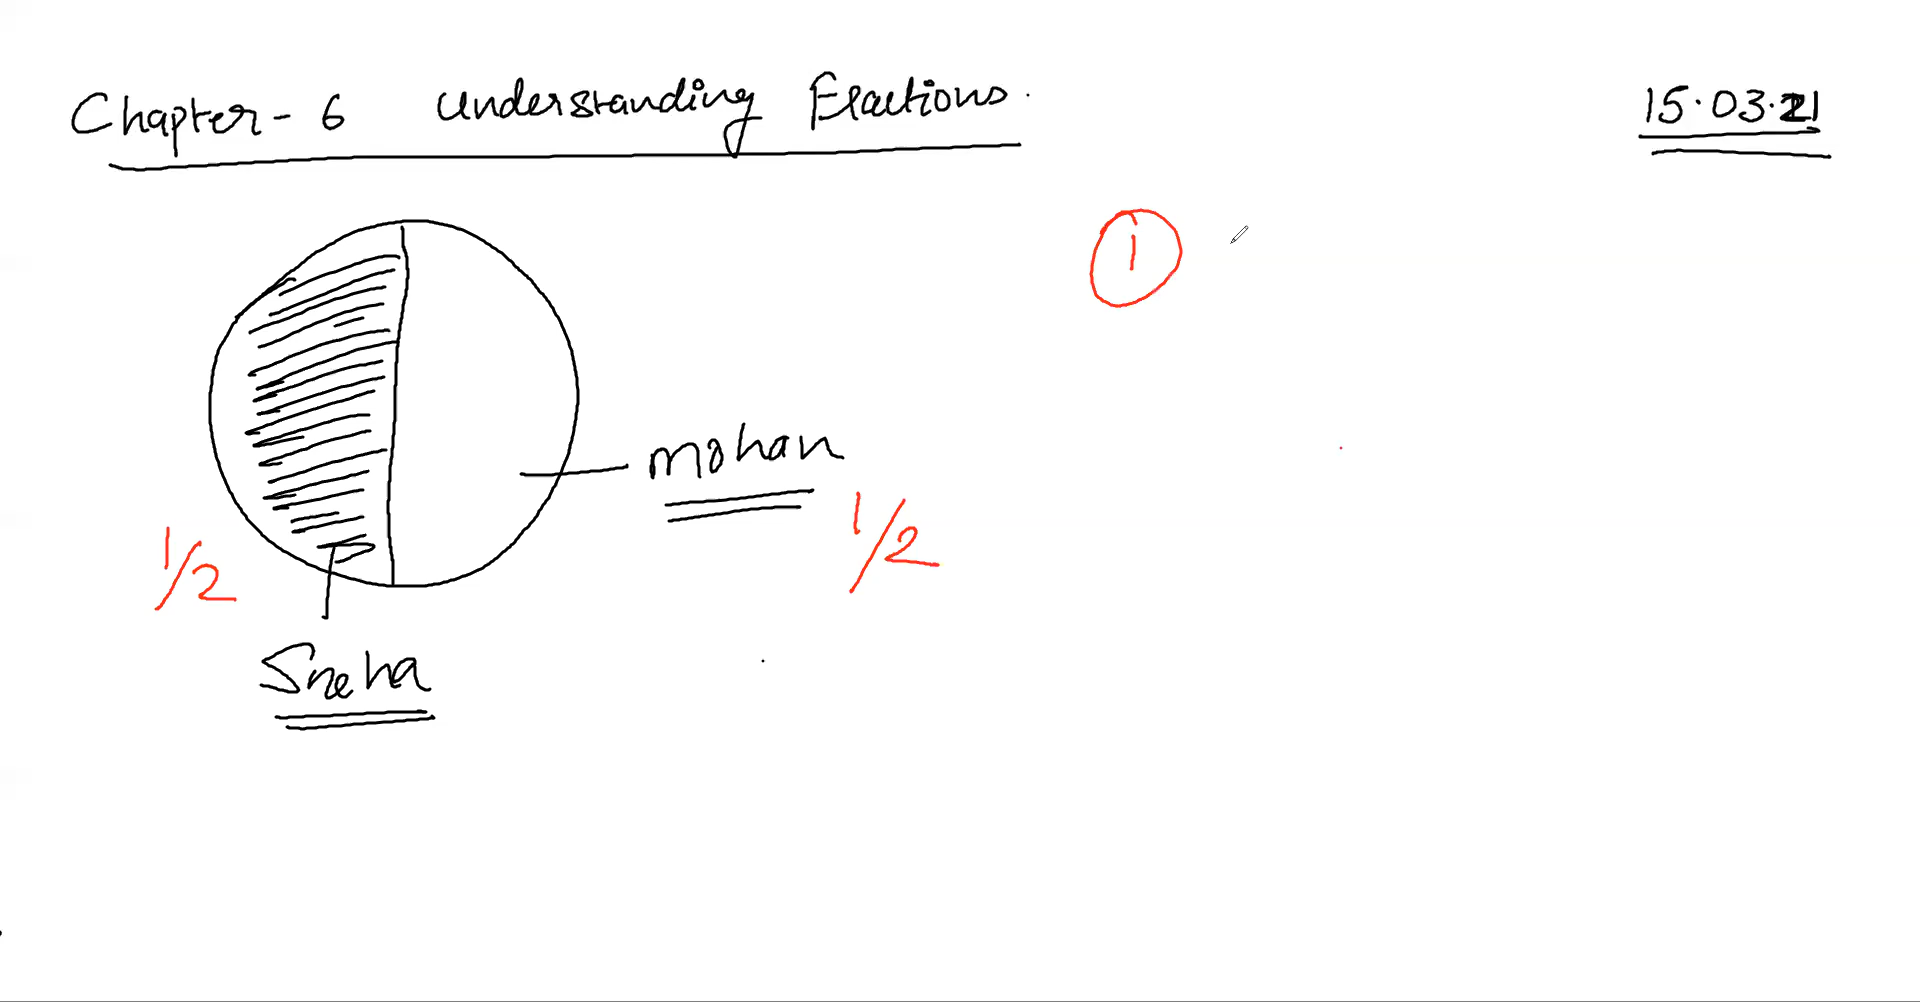 Chapter - 6 Understanding Fractions.
15.03.21
1
mohan
1/2
1/2
Sneha